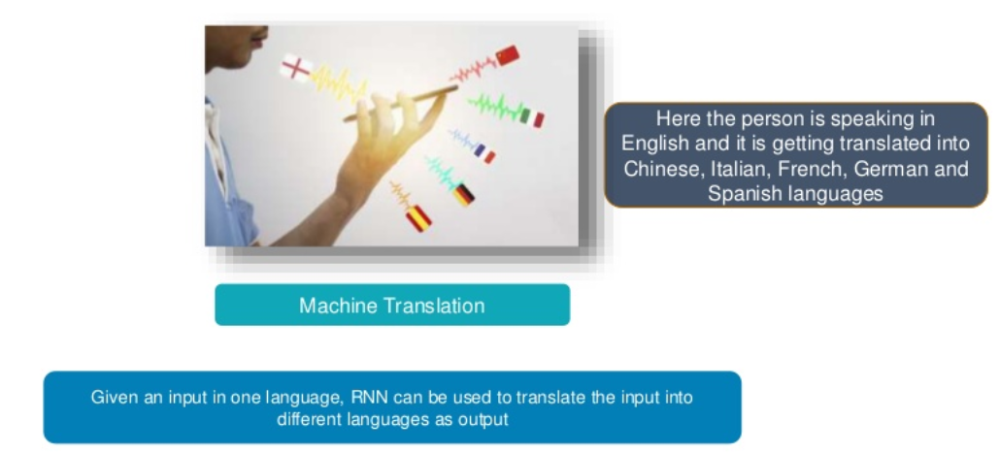 Here the person is speaking in
English and it is getting translated into
Chinese, Italian, French, German and
Spanish languages
Machine Translation
Given an input in one language, RNN can be used to translate the input into
different languages as output